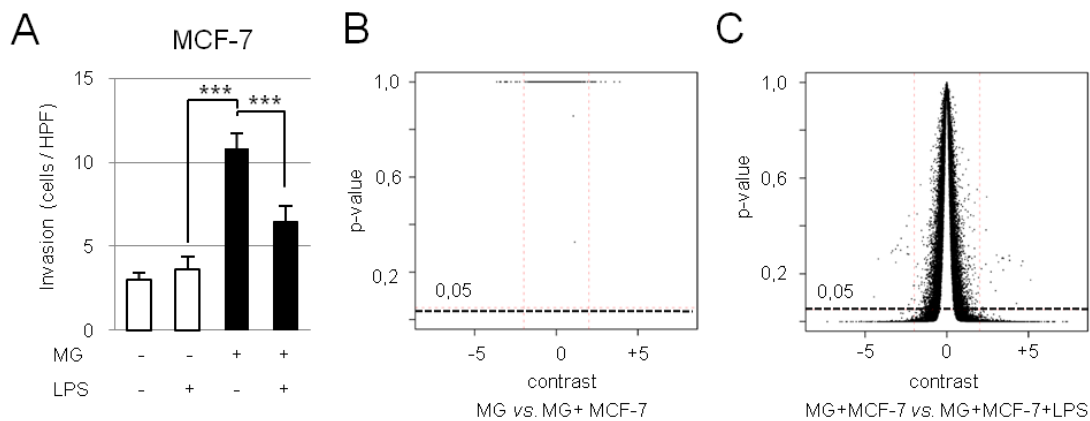 A
MCF-7
Invasion (cells / HPF)
15
10
5
0
***
***
MG - - + +
LPS - + - +
B
p-value
1,0
0,6
0,2
0,05
-5 0 +5
contrast
MG vs. MG+ MCF-7
C
p-value
1,0
0,6
0,2
0,05
-5 0 +5
contrast
MG+MCF-7 vs. MG+MCF-7+LPS